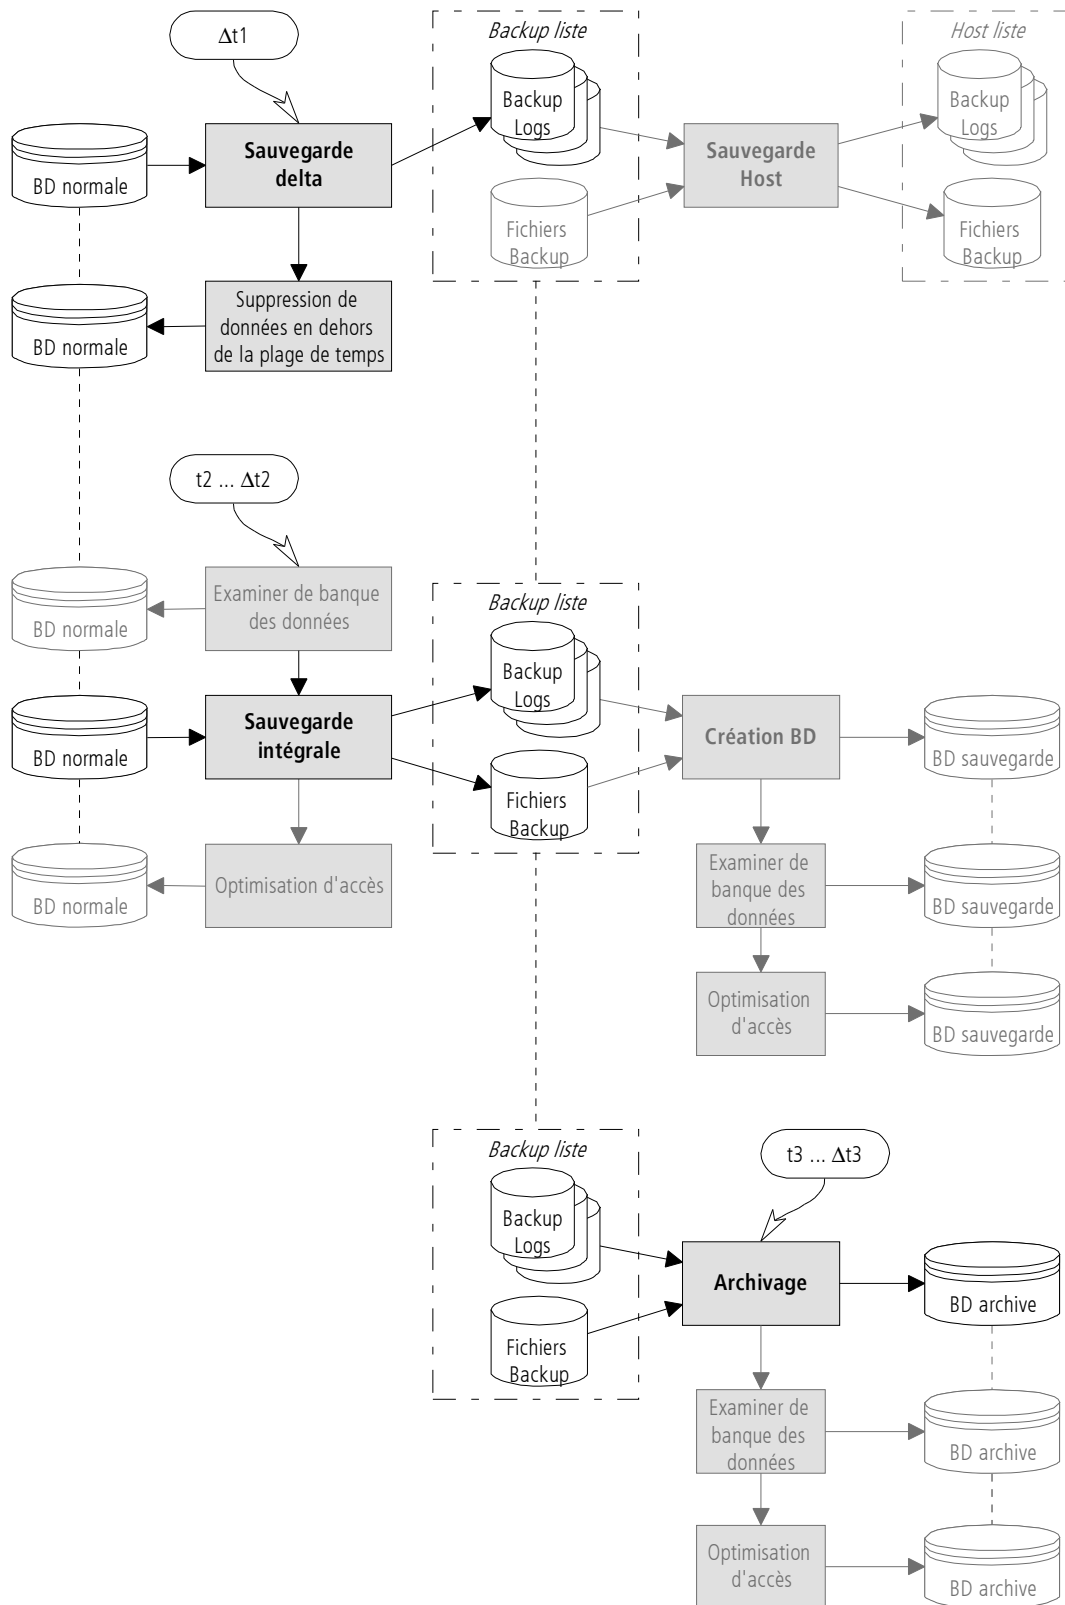 Δt1
Backup liste
Host liste
Backup
Logs
Backup
Logs
BD normale
Sauvegarde
delta
Sauvegarde
Host
Fichiers
Backup
Fichiers
Backup
BD normale
Suppression de
données en dehors
de la plage de temps
t2 ... Δt2
BD normale
Examiner de banque
des données
Backup liste
Backup
Logs
BD normale
Sauvegarde
intégrale
Création BD
BD sauvegarde
Fichiers
Backup
BD normale
Optimisation d'accès
Examiner de
banque des
données
BD sauvegarde
Optimisation
d'accès
BD sauvegarde
Backup liste
t3 ... Δt3
Backup
Logs
Archivage
BD archive
Fichiers
Backup
Examiner de
banque des
données
BD archive
Optimisation
d'accès
BD archive